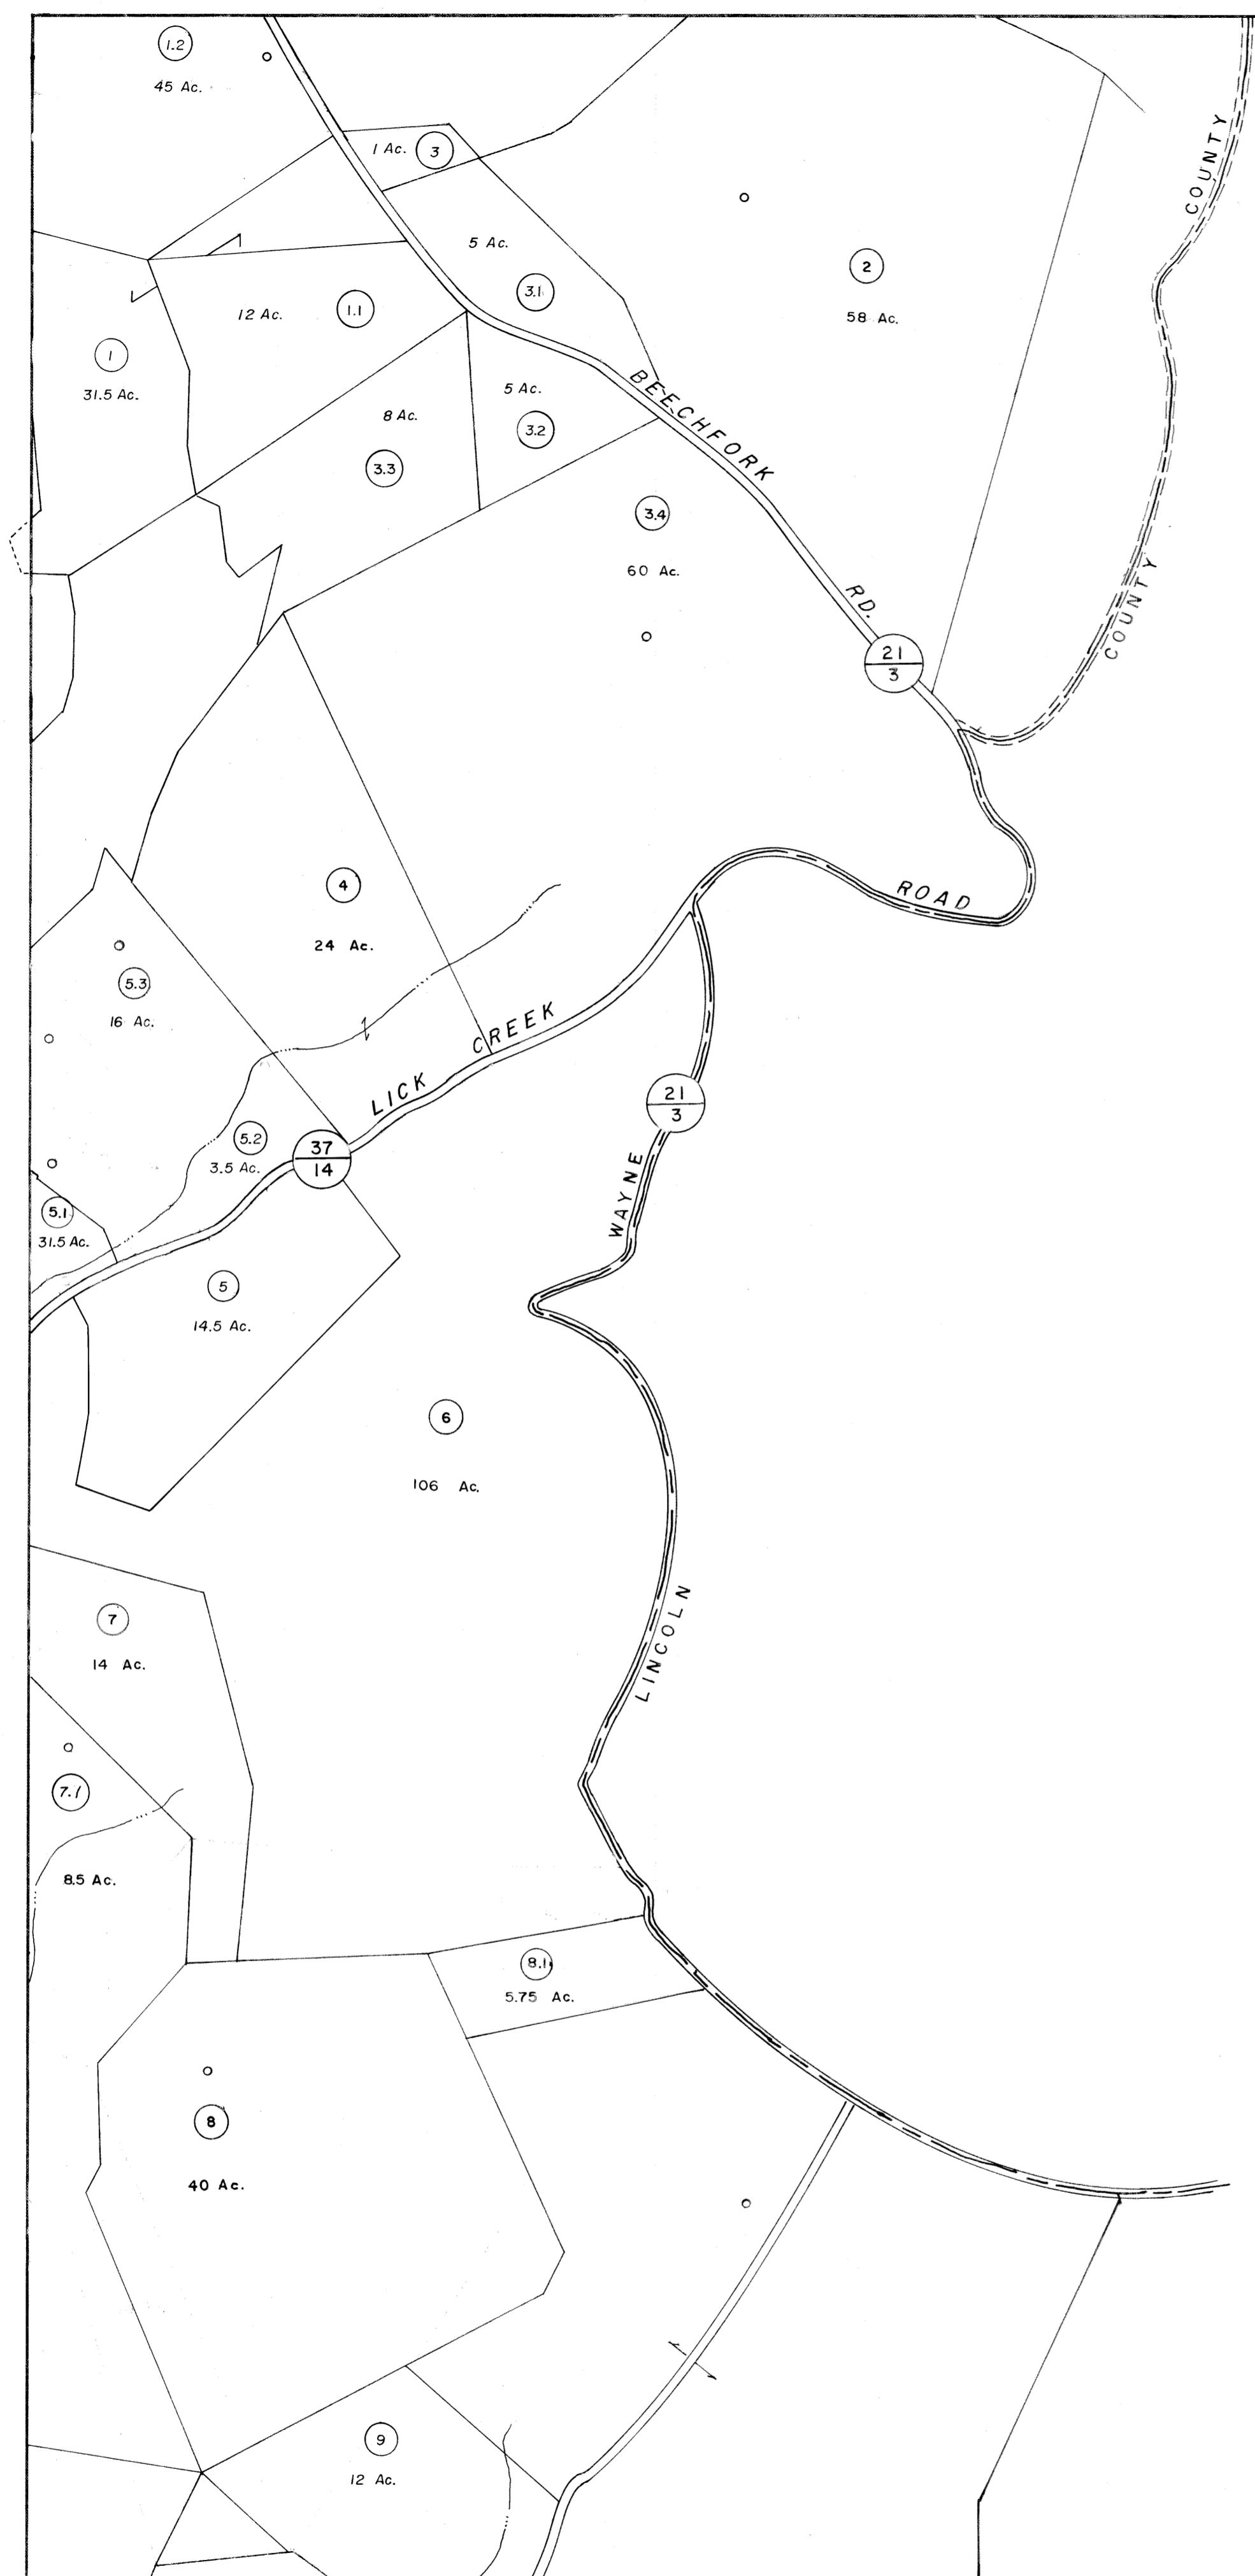 1.2
45 Ac.
COUNTY
1 Ac. 3
5 Ac.
3.1
2
58 Ac.
12 Ac. 1.1
1
31.5 Ac.
5 Ac.
3.2
8 Ac.
3.3
BEECHFORK
RD.
3.4
60 Ac.
COUNTY
21
3
4
24 Ac.
ROAD
5.3
16 Ac.
LICK CREEK
21
3
5.2
3.5 Ac.
37
14
WAYNE
5.1
31.5 Ac.
5
14.5 Ac.
6
106 Ac.
LINCOLN
7
14 Ac.
7.1
8.5 Ac.
8.1
5.75 Ac.
8
40 Ac.
9
12 Ac.